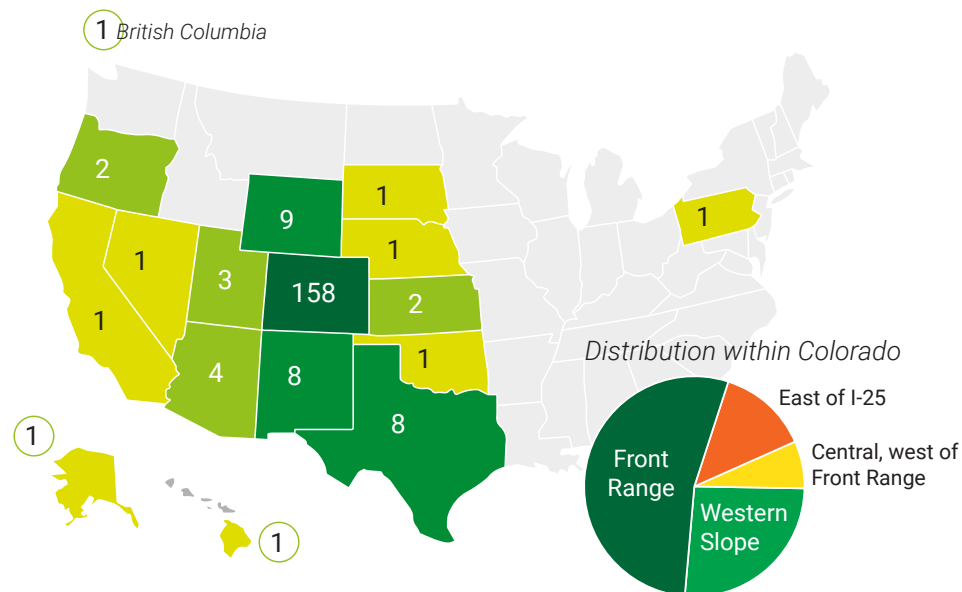 1 British Columbia
2
1
9
1
1
1
3
158
2
1
1
4
8
8
1
1
1
Distribution within Colorado
East of I-25
Central, west of
Front Range
Front
Range
Western
Slope